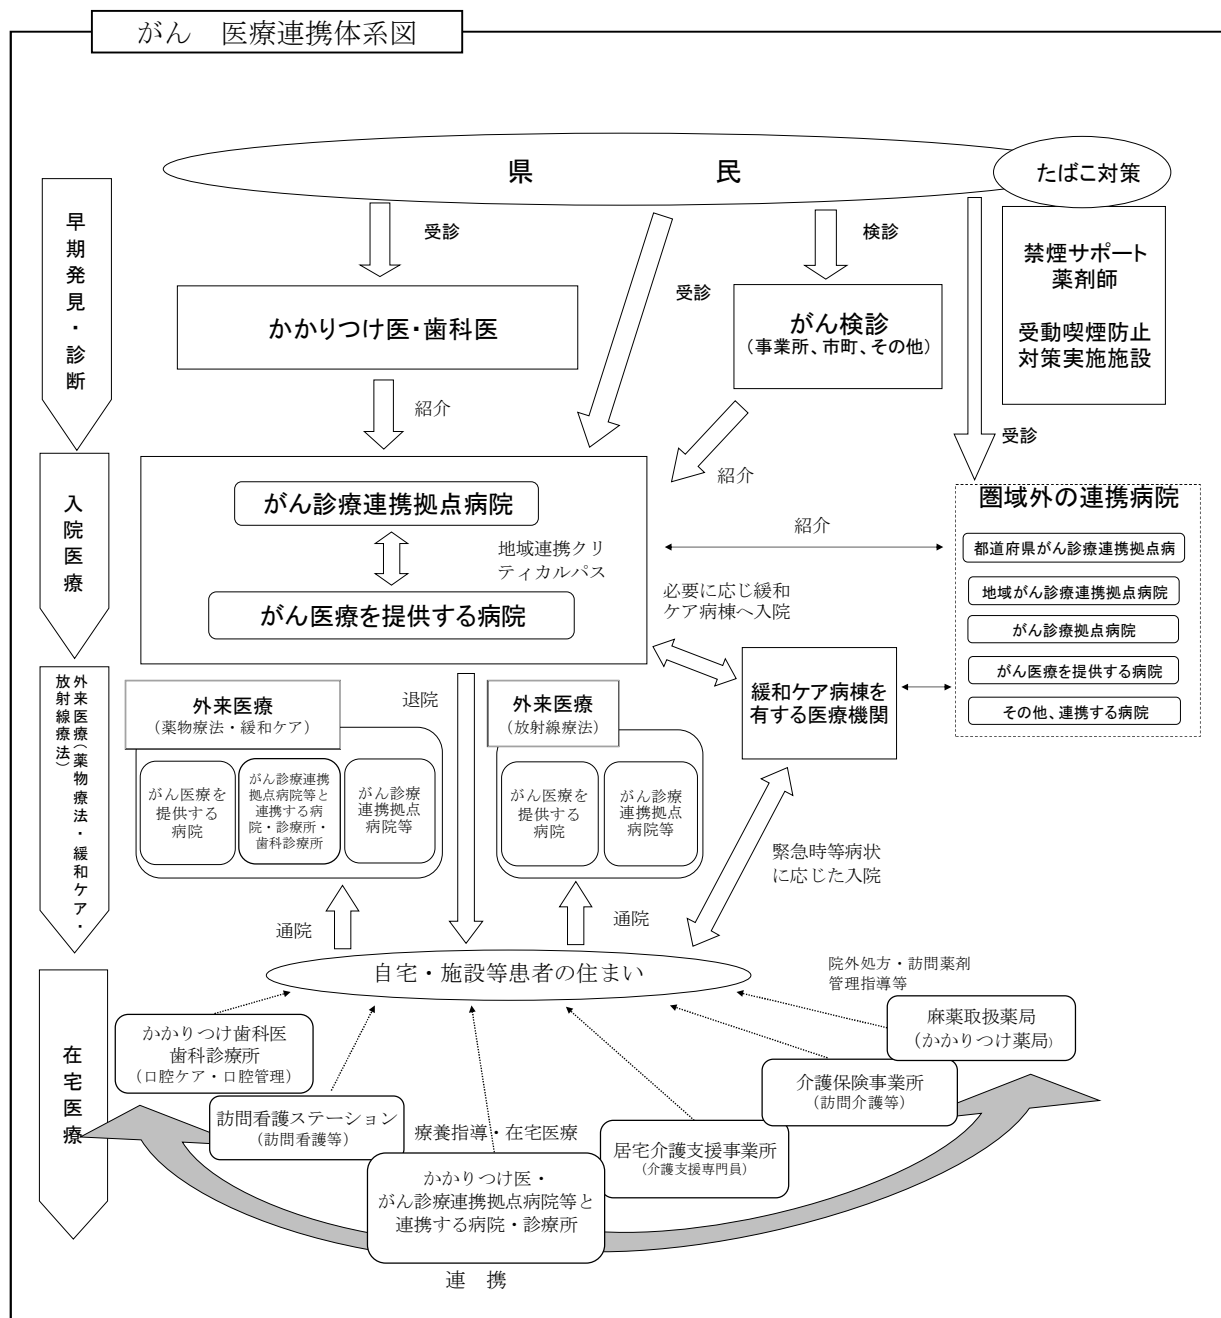 がん　医療連携体系図
県　民
たばこ対策
早期発見・診断
受診
検診
受診
禁煙サポート
薬剤師
受動喫煙防止
対策実施施設
かかりつけ医・歯科医
がん検診
（事業所、市町、その他）
紹介
紹介
受診
入院医療
がん診療連携拠点病院
地域連携クリ
ティカルパス
がん医療を提供する病院
紹介
必要に応じ緩和
ケア病棟へ入院
圏域外の連携病院
都道府県がん診療連携拠点病
地域がん診療連携拠点病院
がん診療拠点病院
がん医療を提供する病院
その他、連携する病院
緩和ケア病棟を
有する医療機関
外来医療（薬物療法・緩和ケア・
放射線療法）
外来医療
（薬物療法・緩和ケア）
がん医療を
提供する
病院
がん診療連携
拠点病院等と
連携する病
院・診療所・
歯科診療所
がん診療
連携拠点
病院等
退院
外来医療
（放射線療法）
がん医療を
提供する
病院
がん診療
連携拠点
病院等
緊急時等病状
に応じた入院
通院
通院
在宅医療
自宅・施設等患者の住まい
院外処方・訪問薬剤
管理指導等
かかりつけ歯科医
歯科診療所
（口腔ケア・口腔管理）
麻薬取扱薬局
（かかりつけ薬局）
介護保険事業所
（訪問介護等）
訪問看護ステーション
（訪問看護等）
療養指導・在宅医療
居宅介護支援事業所
（介護支援専門員）
かかりつけ医・
がん診療連携拠点病院等と
連携する病院・診療所
連　携